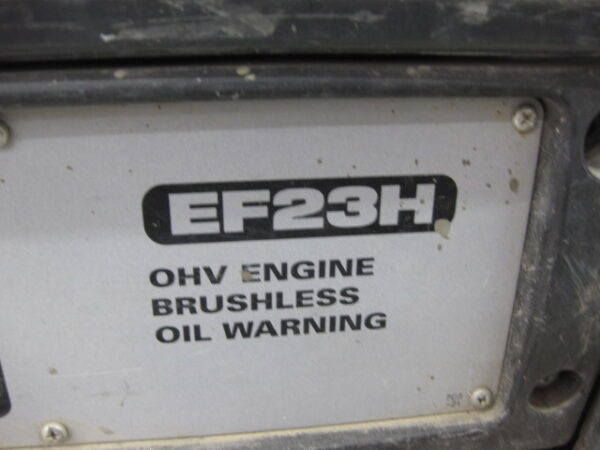 EF23H
OHV ENGINE
BRUSHLESS
OIL WARNING